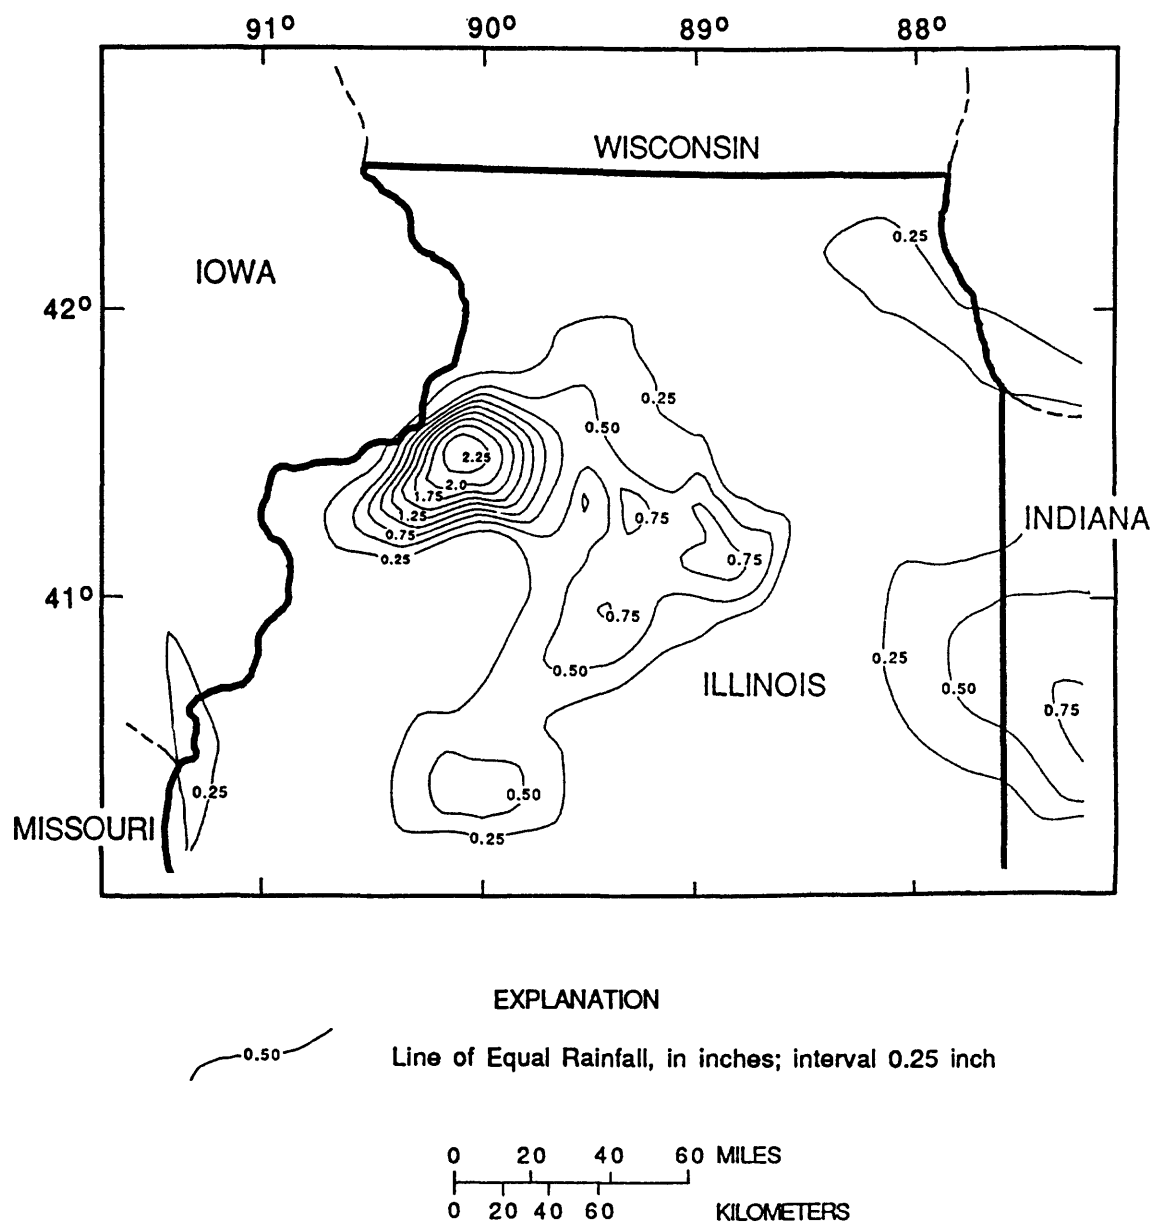 91° 90° 89° 88°
WISCONSIN
0.25
IOWA
42°
0.25
0.50
2.25
2.0
1.75
0.75
1.25
INDIANA
0.75
0.25
0.75
41°
0.75
0.25
0.50
ILLINOIS
0.50
0.75
0.25
0.50
MISSOURI
0.25
EXPLANATION
0.50
Line of Equal Rainfall, in inches; interval 0.25 inch
0 20 40 60 MILES
0 20 40 60 KILOMETERS